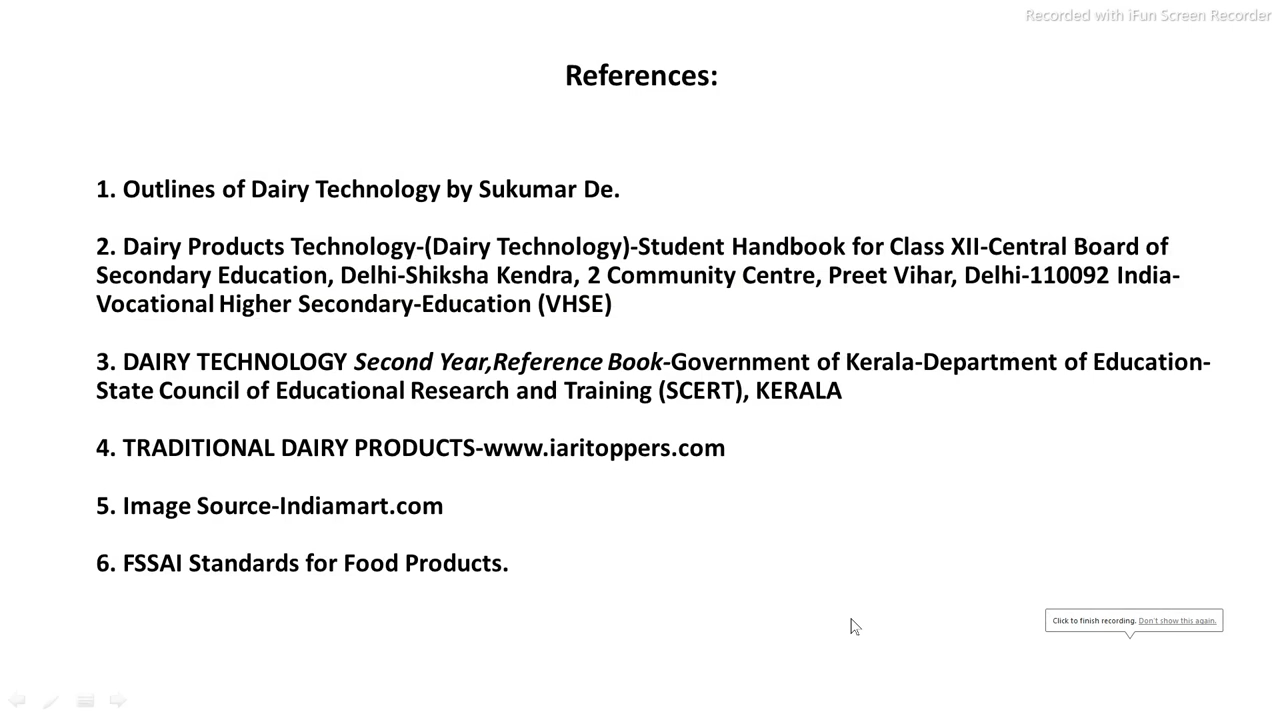 Recorded with iFun Screen Recorder
References:
1. Outlines of Dairy Technology by Sukumar De.
2. Dairy Products Technology-(Dairy Technology)-Student Handbook for Class XII-Central Board of
Secondary Education, Delhi-Shiksha Kendra, 2 Community Centre, Preet Vihar, Delhi-110092 India-
Vocational Higher Secondary-Education (VHSE)
3. DAIRY TECHNOLOGY Second Year,Reference Book-Government of Kerala-Department of Education-
State Council of Educational Research and Training (SCERT), KERALA
4. TRADITIONAL DAIRY PRODUCTS-www.iaritoppers.com
5. Image Source-Indiamart.com
6. FSSAI Standards for Food Products.
Click to finish recording. Don't show this again.